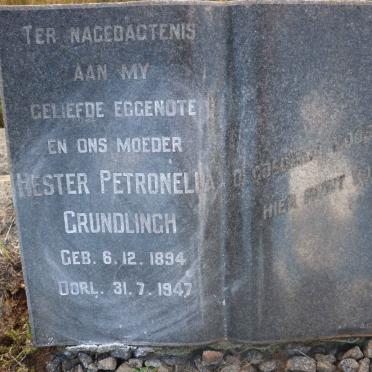 TER NAGEDAGTENIS
AAN MY
GELIEFDE EGGENOTE
EN ONS MOEDER
HESTER PETRONELLA
GRUNDLINGH
GEB. 6. 12. 1894
OORL. 31. 7. 1947
O
HIER